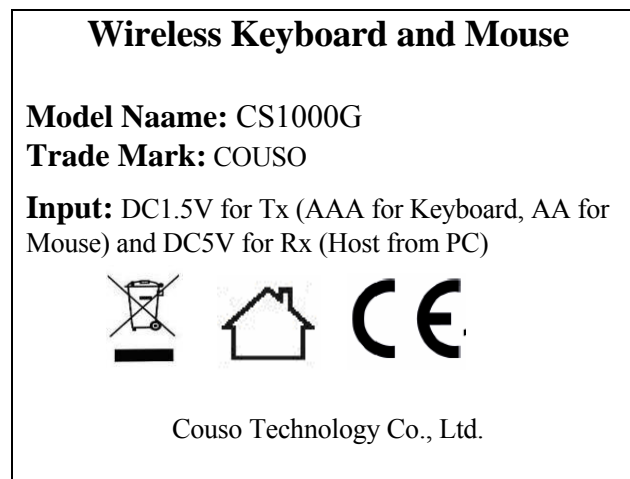 Wireless Keyboard and Mouse
Model Naame: CS1000G
Trade Mark: COUSO
Input: DC1.5V for Tx (AAA for Keyboard, AA for
Mouse) and DC5V for Rx (Host from PC)
CE
Couso Technology Co., Ltd.